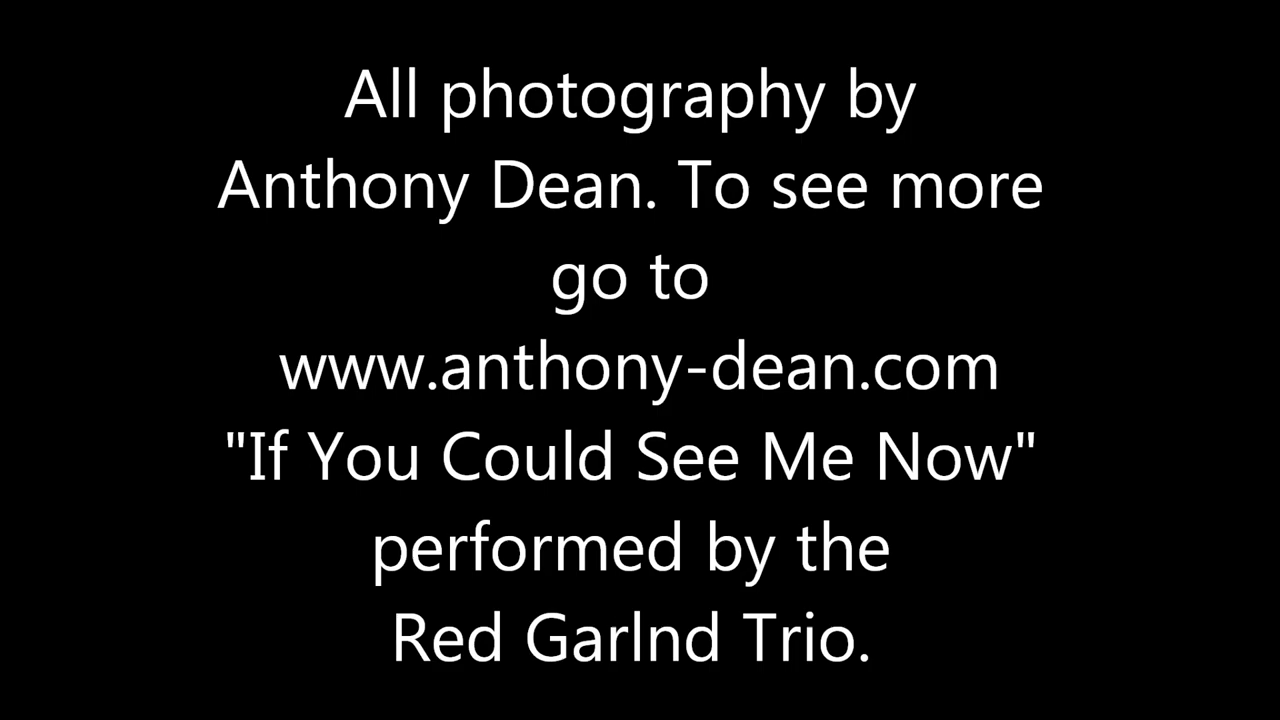 All photography by
Anthony Dean. To see more
go to
www.anthony-dean.com
"If You Could See Me Now"
performed by the
Red Garlnd Trio.